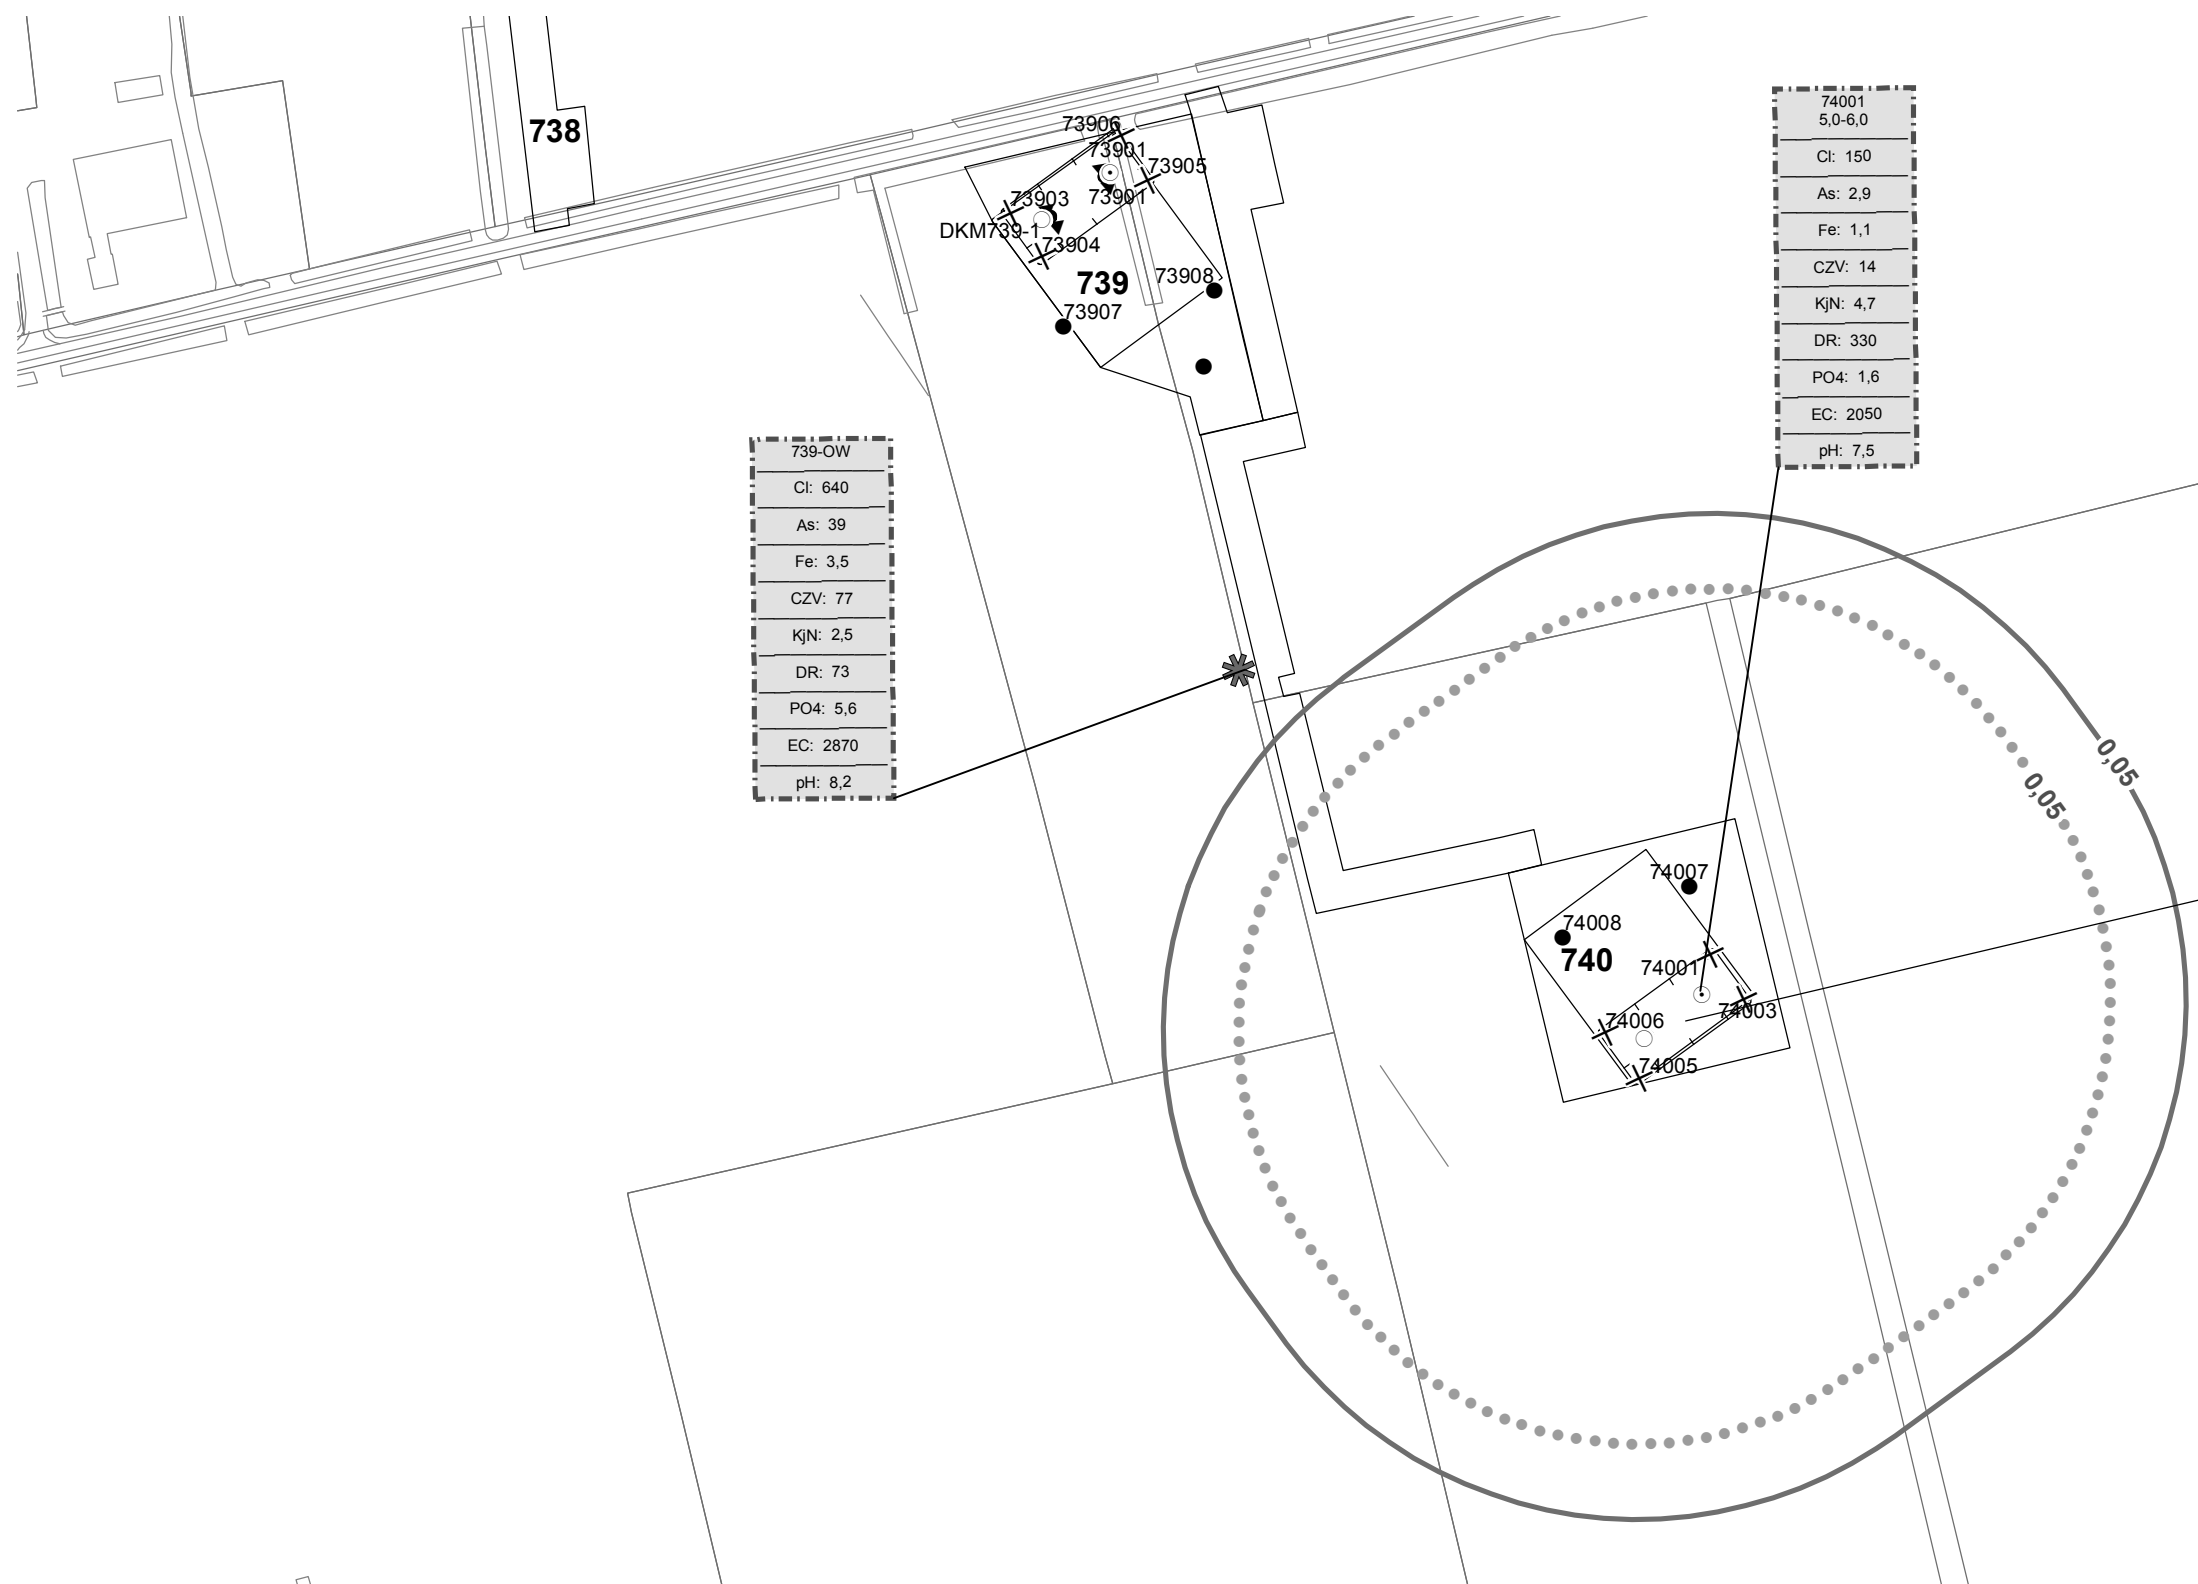 74001
5,0-6,0
Cl: 150
As: 2,9
Fe: 1,1
CZV: 14
KjN: 4,7
DR: 330
PO4: 1,6
EC: 2050
pH: 7,5
738
73906
73901
73905
73903
73901
DKM739-1
73904
739
73908
73907
739-OW
Cl: 640
As: 39
Fe: 3,5
CZV: 77
KjN: 2,5
DR: 73
PO4: 5,6
EC: 2870
pH: 8,2
0,05
0,05
74007
74008
740
74001
74003
74006
74005